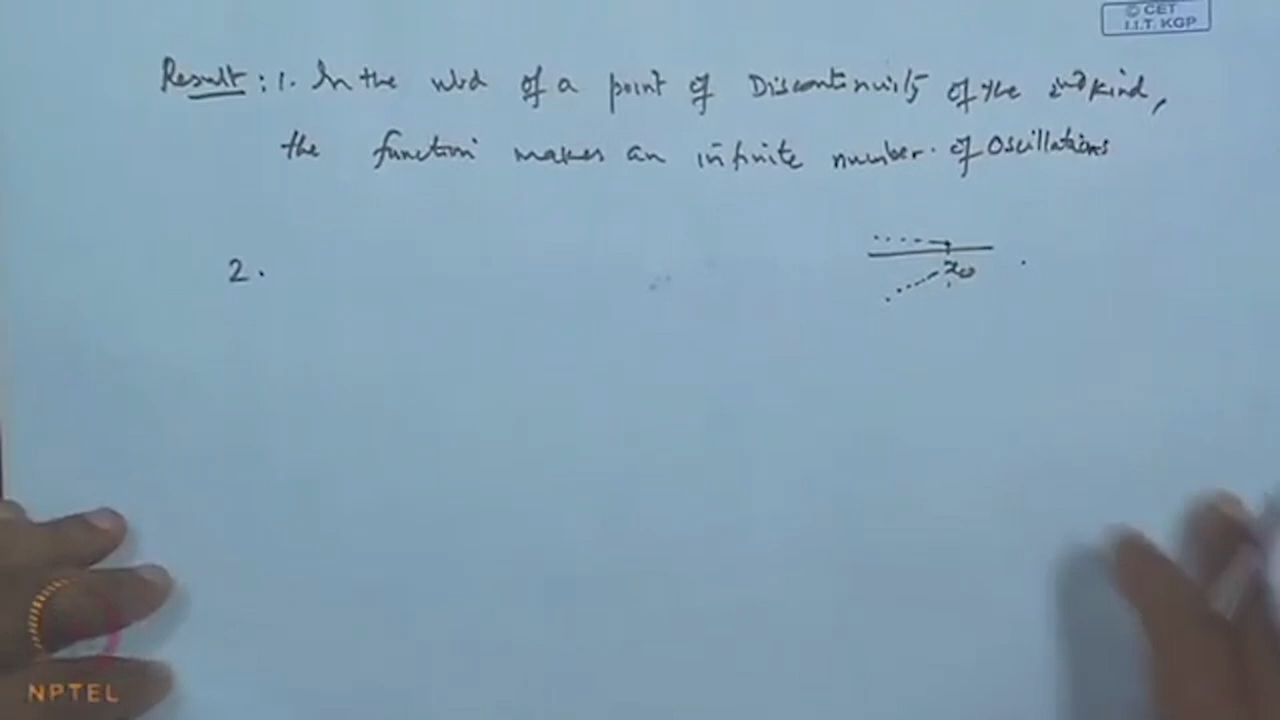 © CET
I.I.T. KGP
Result : 1. In the nbd of a point of Discontinuity of the 2nd kind,
the function makes an infinite number of Oscillations
x0
2.
NPTEL